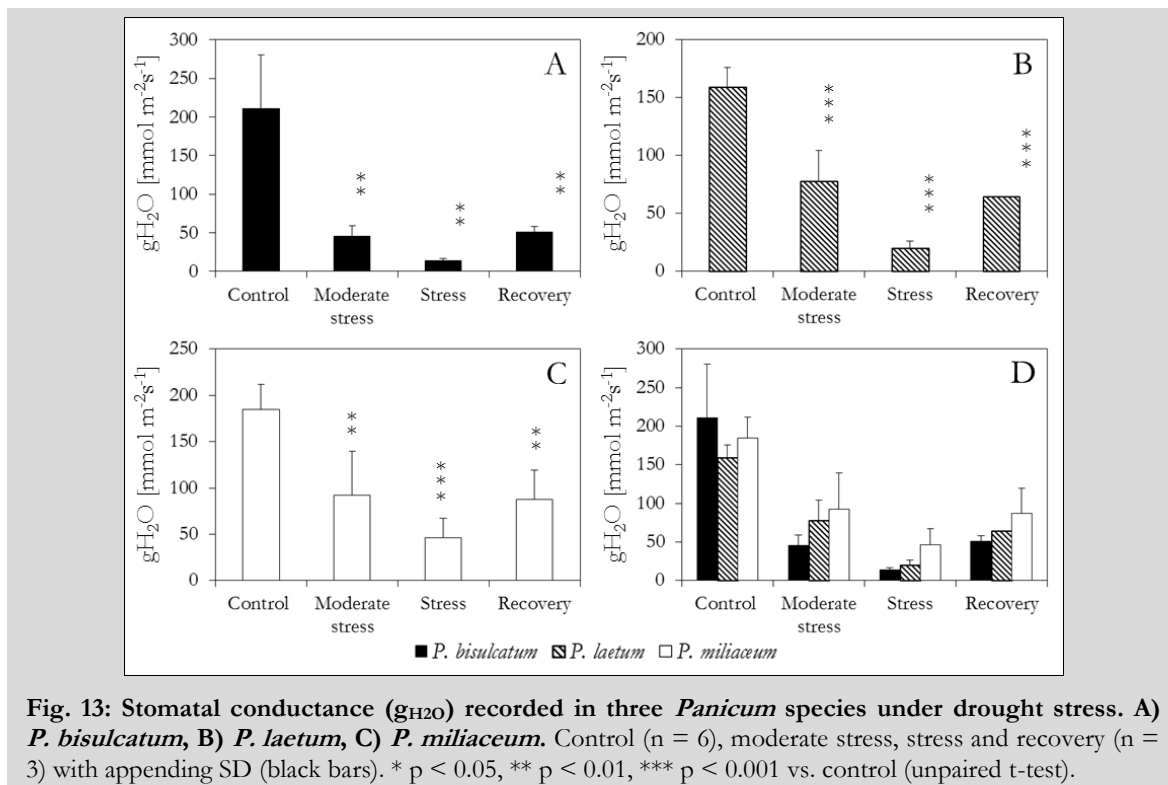 300
250
200
150
100
50
0
gH₂O [mmol m⁻²s⁻¹]
A
**
**
**
Control Moderate stress Stress Recovery
200
150
100
50
0
gH₂O [mmol m⁻²s⁻¹]
B
***
***
***
Control Moderate stress Stress Recovery
250
200
150
100
50
0
gH₂O [mmol m⁻²s⁻¹]
C
**
***
**
Control Moderate stress Stress Recovery
300
250
200
150
100
50
0
gH₂O [mmol m⁻²s⁻¹]
D
Control Moderate stress Stress Recovery
P. bisulcatum P. laetum P. miliaceum
Fig. 13: Stomatal conductance (gH2O) recorded in three Panicum species under drought stress. A)
P. bisulcatum, B) P. laetum, C) P. miliaceum. Control (n = 6), moderate stress, stress and recovery (n =
3) with appending SD (black bars). * p < 0.05, ** p < 0.01, *** p < 0.001 vs. control (unpaired t-test).